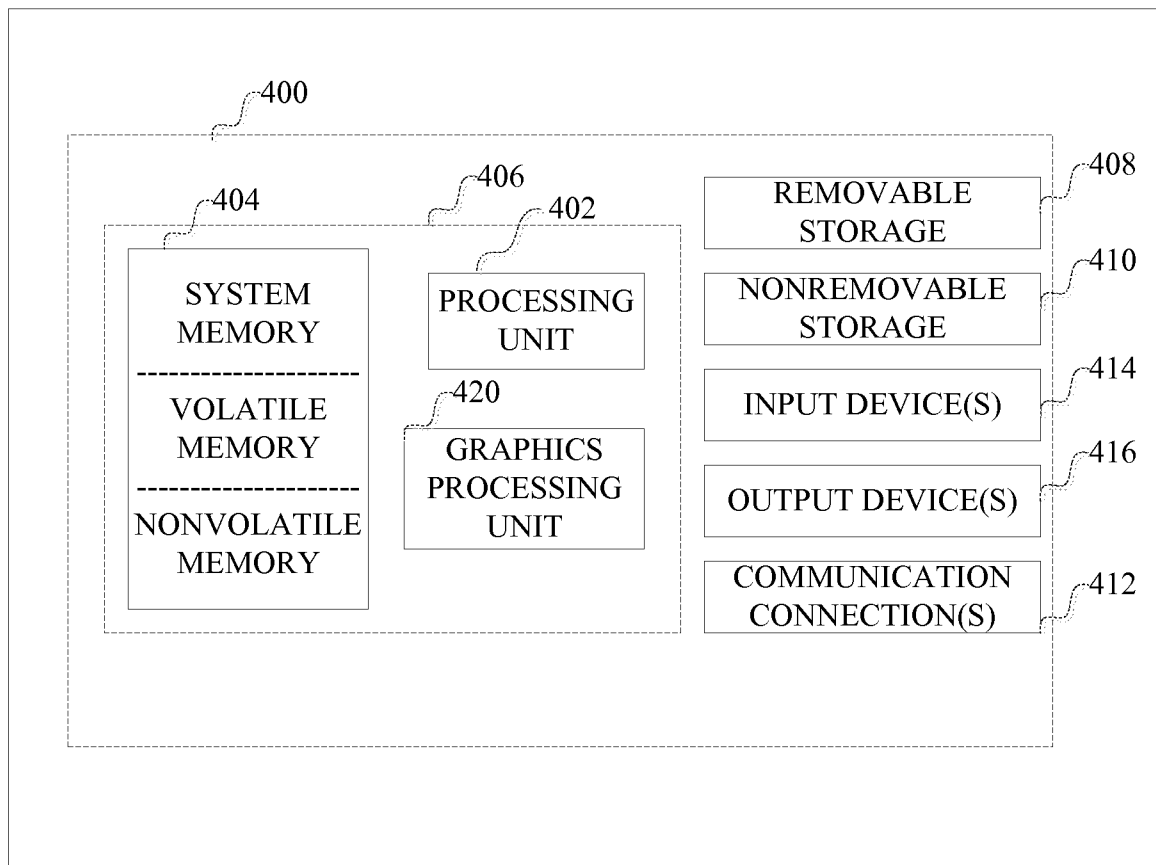 400
406
404
402
408
SYSTEM
MEMORY
VOLATILE
MEMORY
NONVOLATILE
MEMORY
PROCESSING
UNIT
420
GRAPHICS
PROCESSING
UNIT
REMOVABLE
STORAGE
410
NONREMOVABLE
STORAGE
414
INPUT DEVICE(S)
416
OUTPUT DEVICE(S)
412
COMMUNICATION
CONNECTION(S)